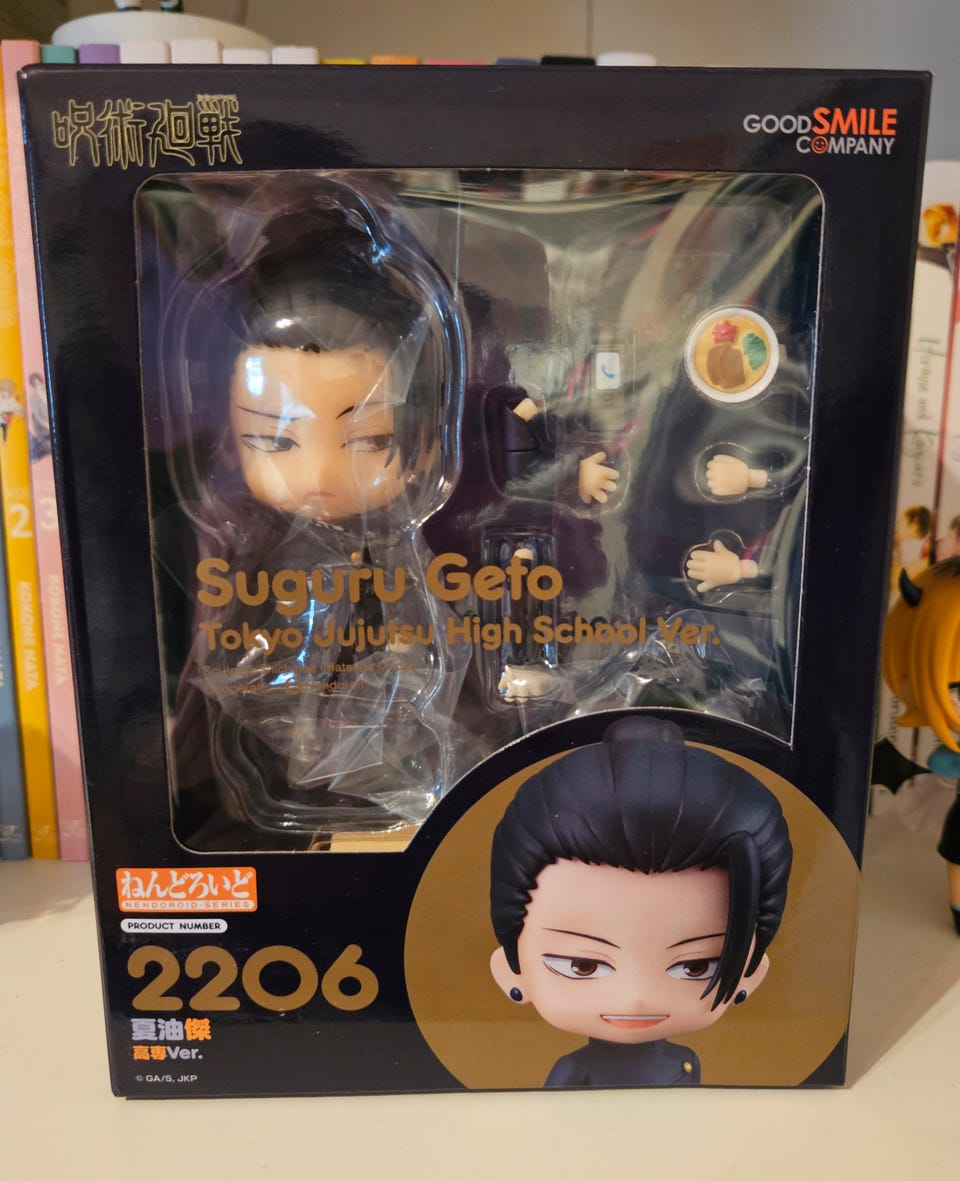 呪術廻戦
GOODSMILE
COMPANY
Suguru Geto
Tokyo Jujutsu High School Ver.
ねんどろいど
NENDOROID-SERIES
PRODUCT NUMBER
2206
夏油傑
高専Ver.
© GA/S, JKP
2
KOKONE NATA
3
KOKONE NATA